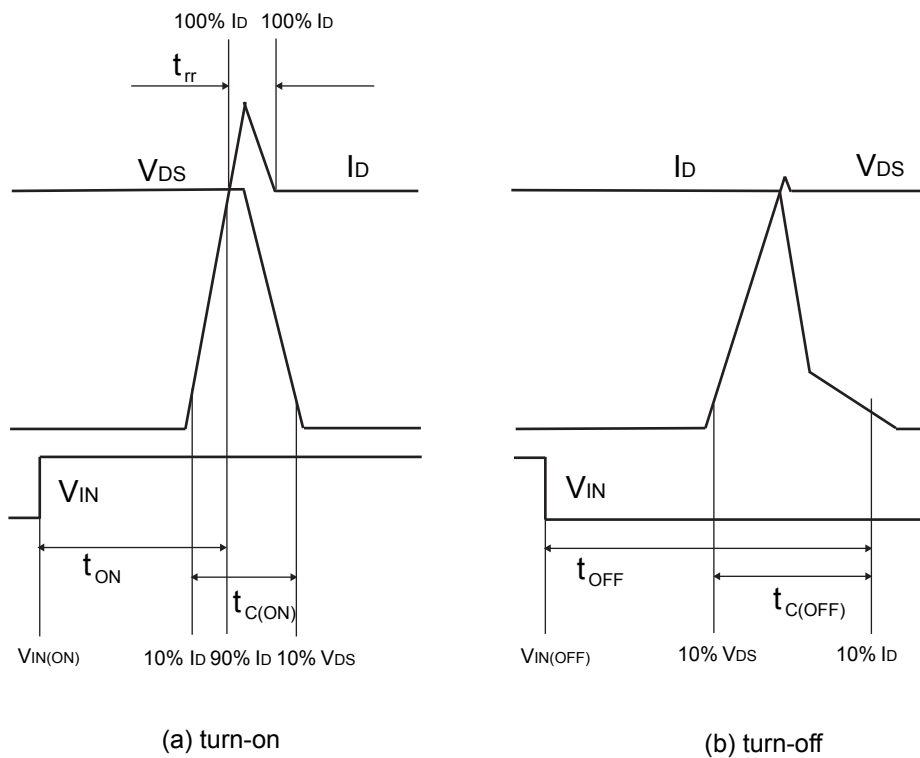 100% ID 100% ID
trr
VDS ID
VIN
tON
tC(ON)
VIN(ON) 10% ID 90% ID 10% VDS
(a) turn-on
ID VDS
VIN
tOFF
tC(OFF)
VIN(OFF) 10% VDS 10% ID
(b) turn-off